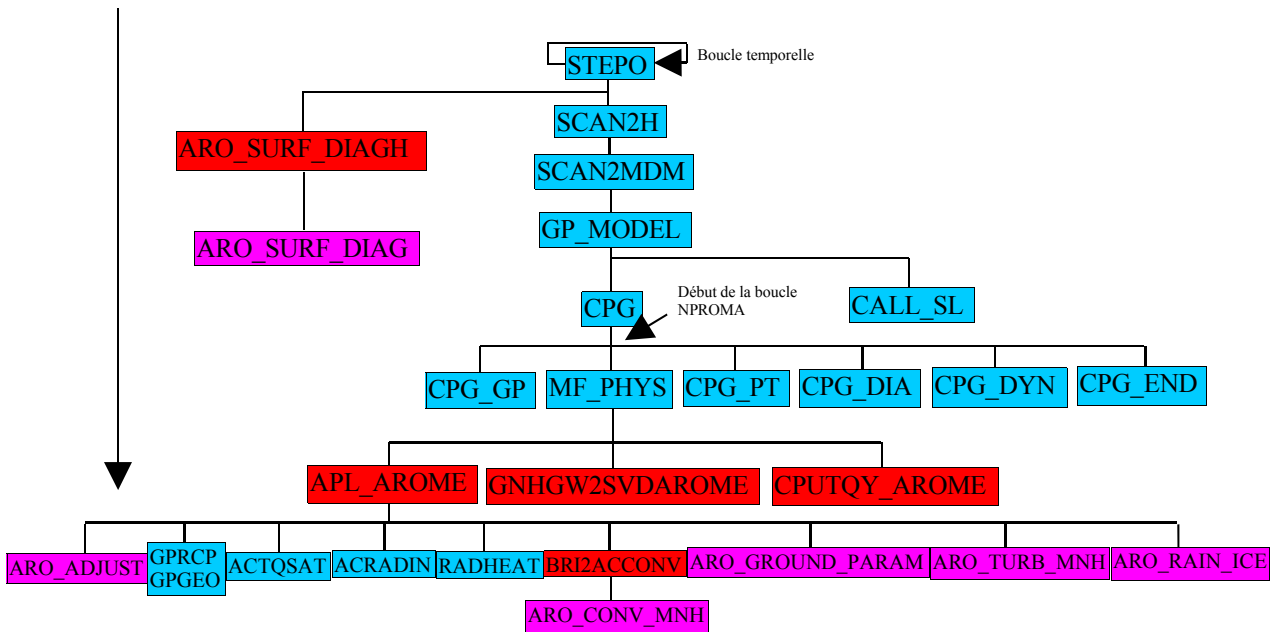 STEPO
Boucle temporelle
SCAN2H
ARO_SURF_DIAGH
SCAN2MDM
GP_MODEL
ARO_SURF_DIAG
CPG
Début de la boucle
NPROMA
CALL_SL
CPG_GP
MF_PHYS
CPG_PT
CPG_DIA
CPG_DYN
CPG_END
APL_AROME
GNHGW2SVDAROME
CPUTQY_AROME
ARO_ADJUST
GPRCP
GPGEO
ACTQSAT
ACRADIN
RADHEAT
BRI2ACCONV
ARO_GROUND_PARAM
ARO_TURB_MNH
ARO_RAIN_ICE
ARO_CONV_MNH